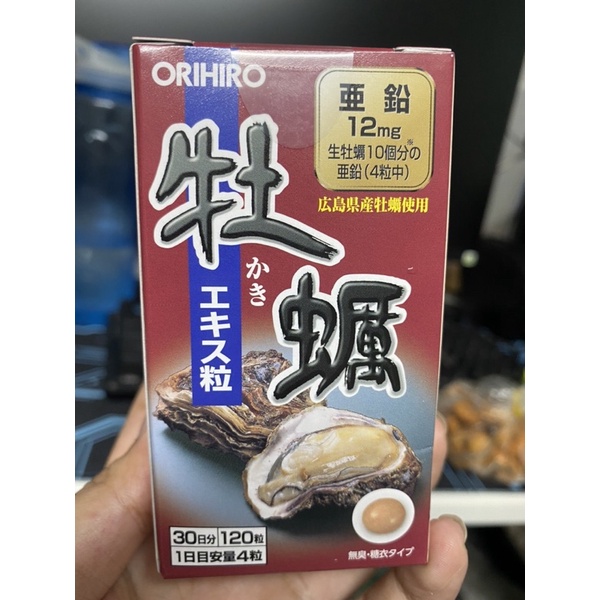 ORIHIRO
亜鉛
12mg
生牡蠣10個分の※
亜鉛(4粒中)
広島県産牡蠣使用
牡蠣
かき
エキス粒
30日分 120粒
1日目安量4粒
無臭・糖衣タイプ